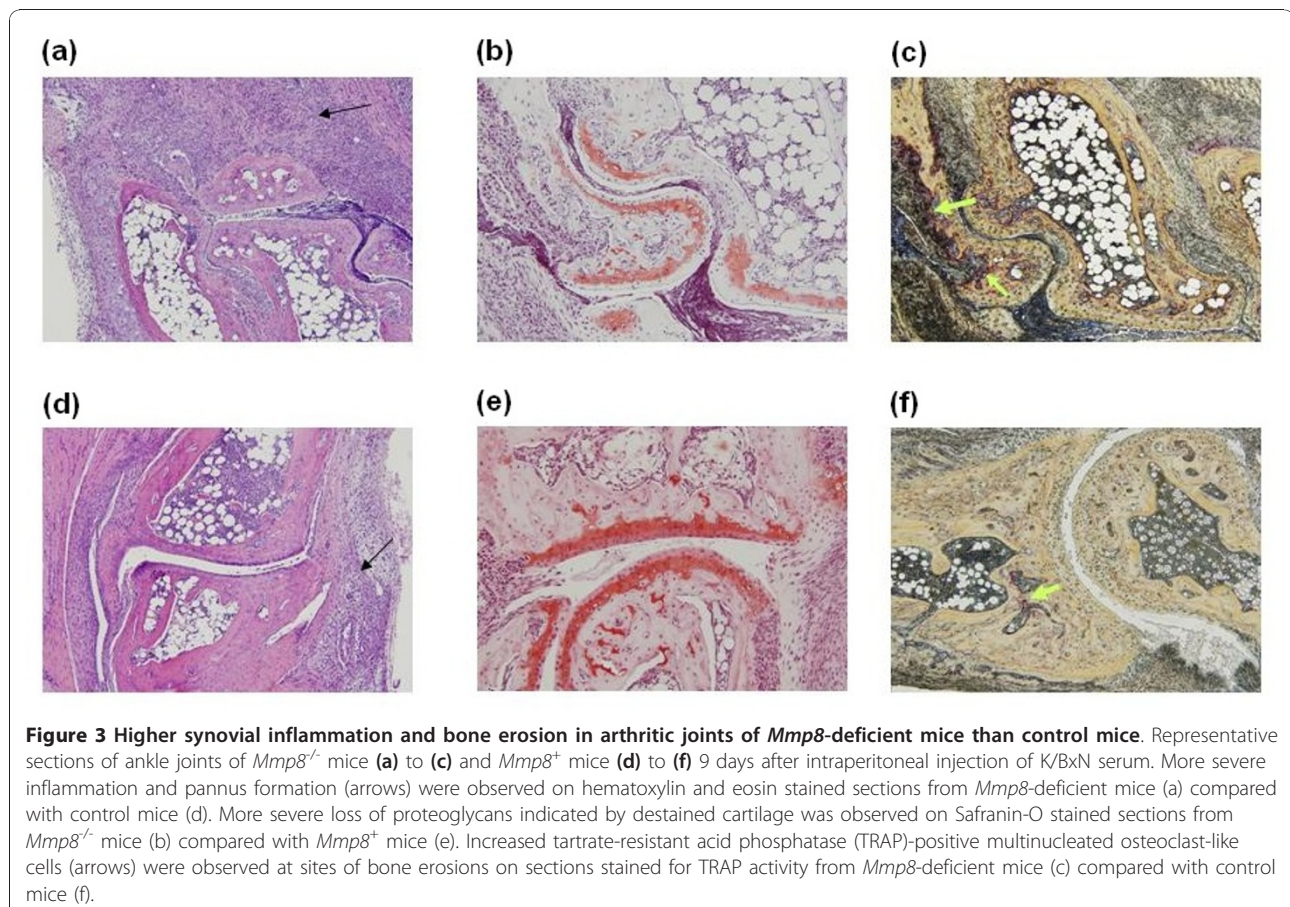 (a)
(b)
(c)
(d)
(e)
(f)
Figure 3 Higher synovial inflammation and bone erosion in arthritic joints of Mmp8-deficient mice than control mice. Representative
sections of ankle joints of Mmp8-/- mice (a) to (c) and Mmp8+ mice (d) to (f) 9 days after intraperitoneal injection of K/BxN serum. More severe
inflammation and pannus formation (arrows) were observed on hematoxylin and eosin stained sections from Mmp8-deficient mice (a) compared
with control mice (d). More severe loss of proteoglycans indicated by destained cartilage was observed on Safranin-O stained sections from
Mmp8-/- mice (b) compared with Mmp8+ mice (e). Increased tartrate-resistant acid phosphatase (TRAP)-positive multinucleated osteoclast-like
cells (arrows) were observed at sites of bone erosions on sections stained for TRAP activity from Mmp8-deficient mice (c) compared with control
mice (f).